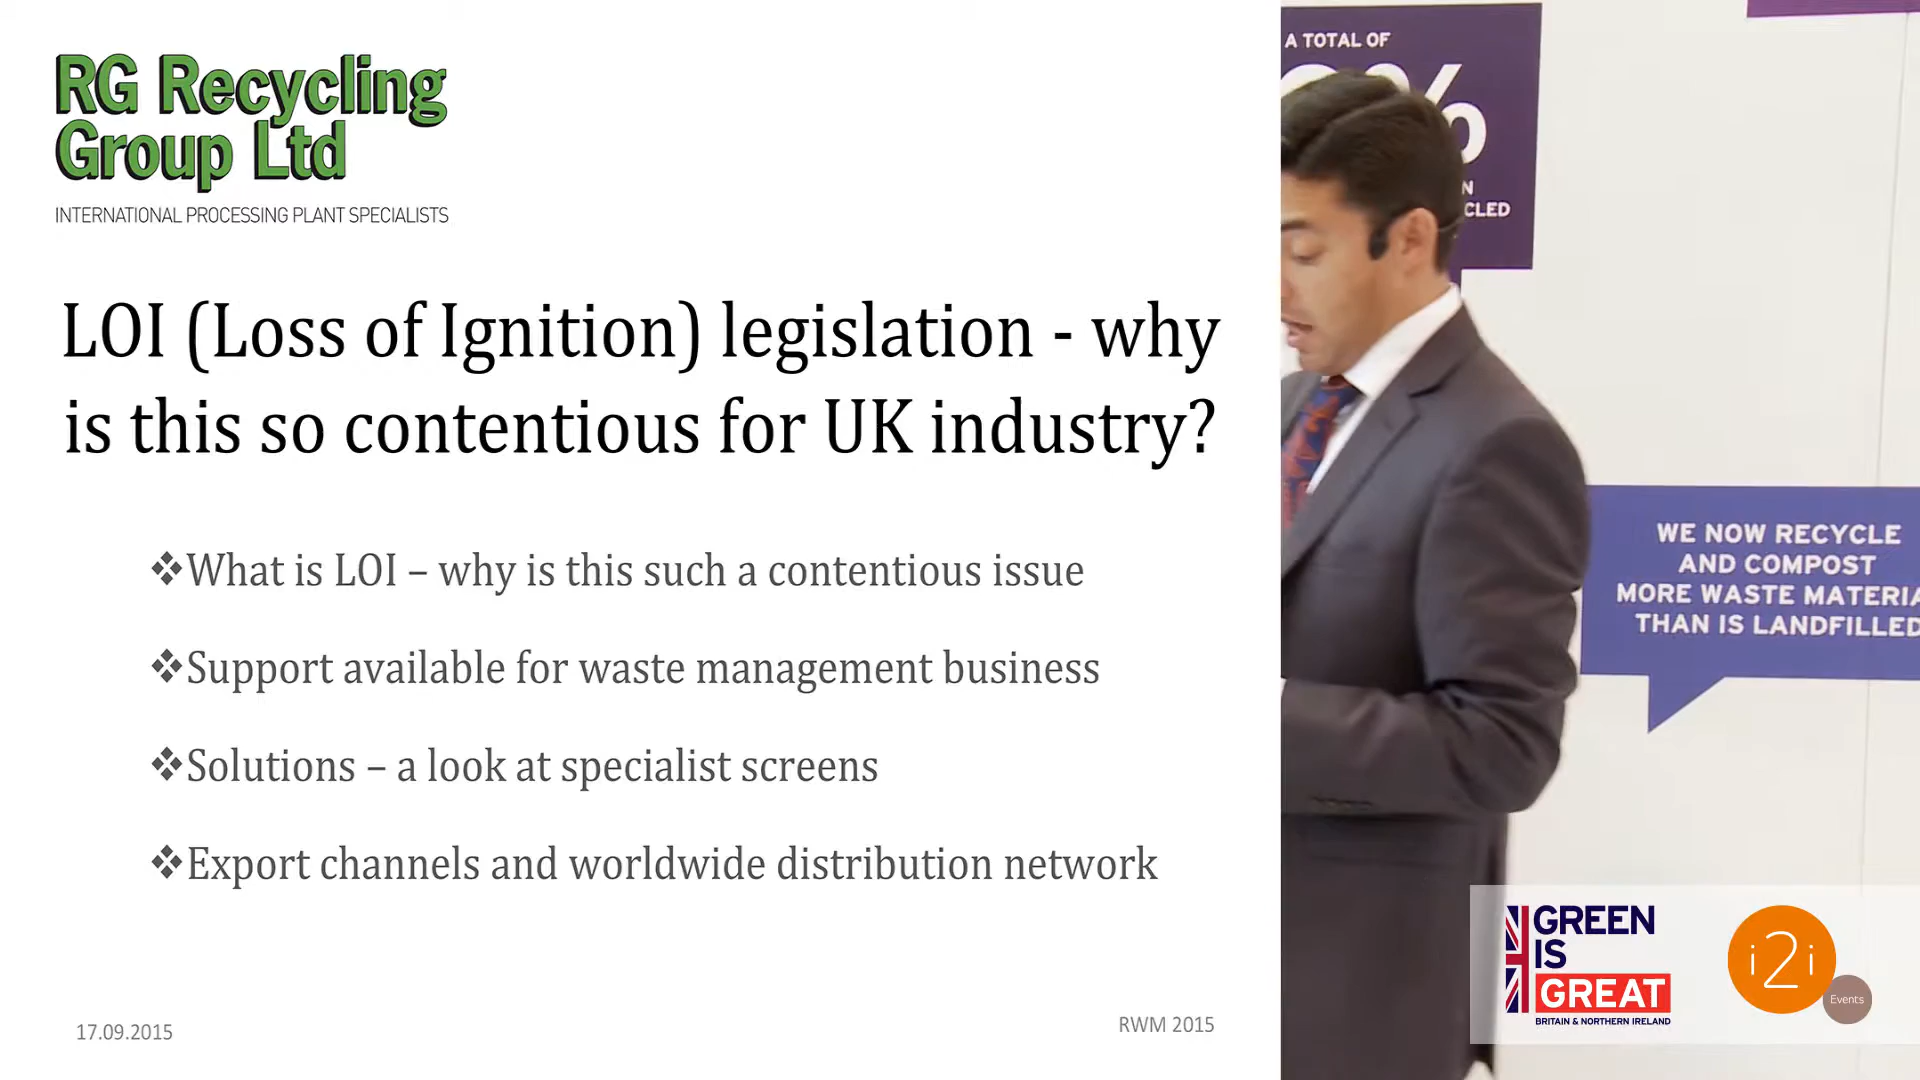 RG Recycling
Group Ltd
INTERNATIONAL PROCESSING PLANT SPECIALISTS
LOI (Loss of Ignition) legislation - why
is this so contentious for UK industry?
❖What is LOI – why is this such a contentious issue
❖Support available for waste management business
❖Solutions – a look at specialist screens
❖Export channels and worldwide distribution network
17.09.2015
RWM 2015
A TOTAL OF
%
WE NOW RECYCLE
AND COMPOST
MORE WASTE
THAN IS LANDFILLED
GREEN
IS
GREAT
BRITAIN & NORTHERN IRELAND
i2i
Events